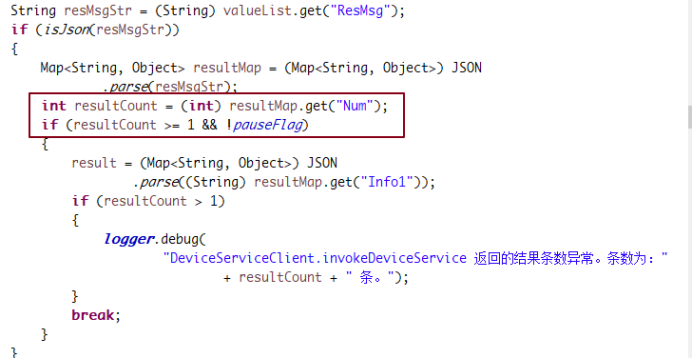 String resMsgStr = (String) valueList.get("ResMsg");
if (isJson(resMsgStr))
{
Map<String, Object> resultMap = (Map<String, Object>) JSON
.parse(resMsgStr);
int resultCount = (int) resultMap.get("Num");
if (resultCount >= 1 && !pauseFlag)
{
result = (Map<String, Object>) JSON
.parse((String) resultMap.get("Info1"));
if (resultCount > 1)
{
logger.debug(
"DeviceServiceClient.invokeDeviceService 返回的结果条数异常。条数为："
+ resultCount + " 条。");
}
break;
}
}